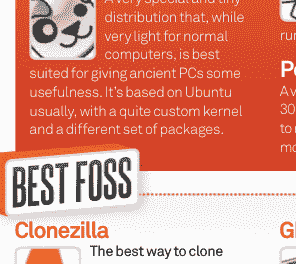 A very special and tiny
distribution that, while
very light for normal
computers, is best
suited for giving ancient PCs some
usefulness. It's based on Ubuntu
usually, with a quite custom kernel
and a different set of packages.
BEST FOSS
Clonezilla
The best way to clone